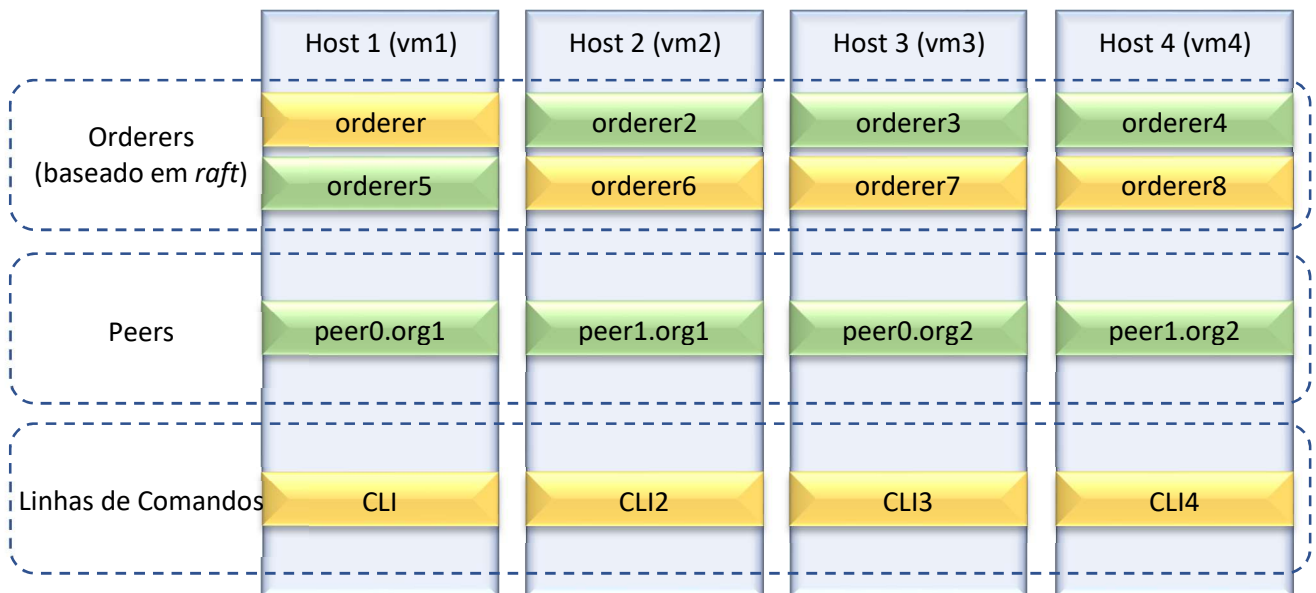 Host 1 (vm1)
Host 2 (vm2)
Host 3 (vm3)
Host 4 (vm4)
Orderers
(baseado em raft)
orderer
orderer2
orderer3
orderer4
orderer5
orderer6
orderer7
orderer8
Peers
peer0.org1
peer1.org1
peer0.org2
peer1.org2
Linhas de Comandos
CLI
CLI2
CLI3
CLI4